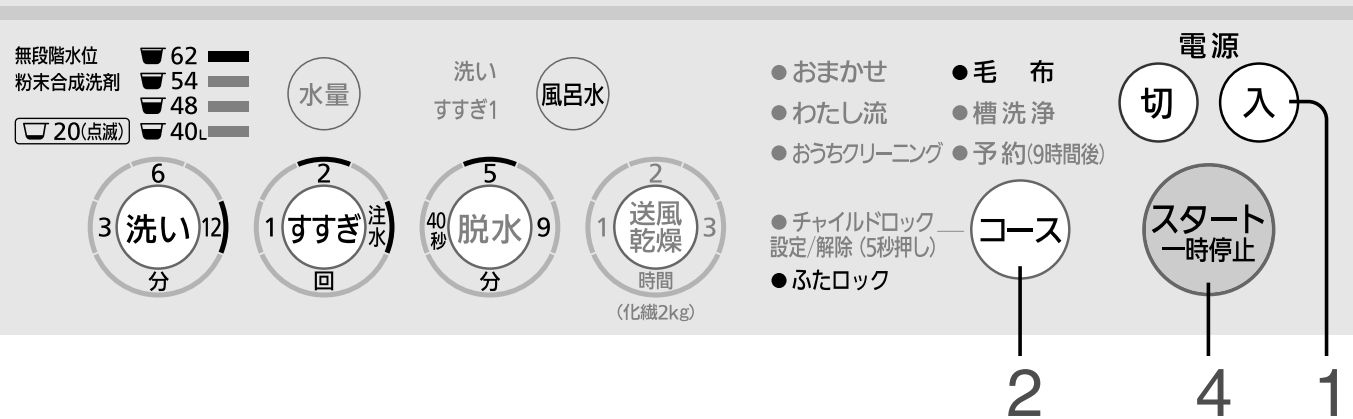 無段階水位 62
粉末合成洗剤 54
48
20(点滅) 40L
水量
洗い
すすぎ1
風呂水
6
3 洗い 12
分
2
1 すすぎ 注水
回
5
40秒 脱水 9
分
2
1 送風乾燥 3
時間
(化繊2kg)
●おまかせ
●わたし流
●おうちクリーニング
●毛 布
●槽洗浄
●予約(9時間後)
●チャイルドロック
設定/解除(5秒押し)
●ふたロック
コース
電源
切 入
スタート
一時停止
2 4 1